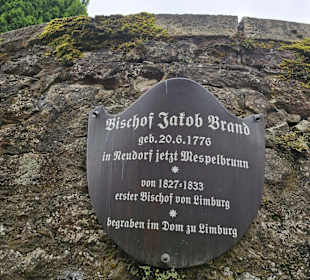 Bischof Jakob Brand
geb. 20.6.1776
in Neudorf jetzt Mespelbrunn
*
von 1827-1833
erster Bischof von Limburg
*
begraben im Dom zu Limburg